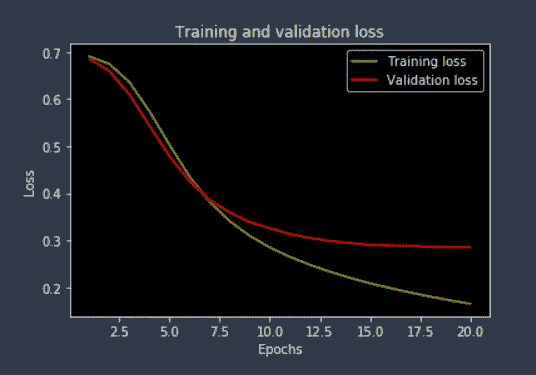 Training and validation loss
Training loss
Validation loss
0.7
0.6
0.5
0.4
0.3
0.2
Loss
2.5 5.0 7.5 10.0 12.5 15.0 17.5 20.0
Epochs